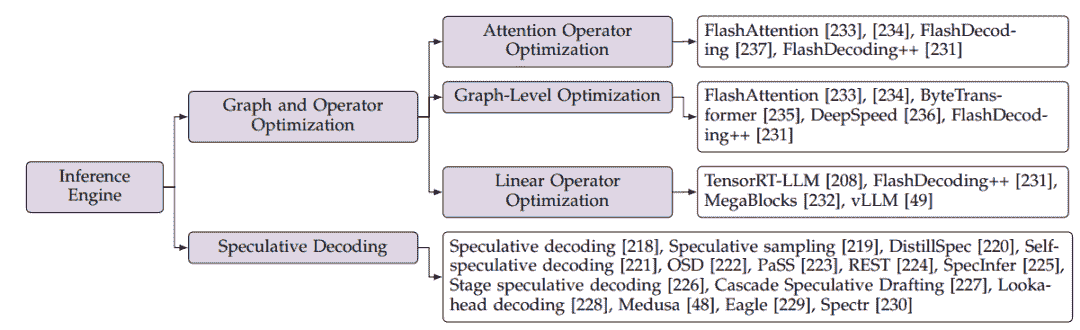 Inference
Engine
Graph and Operator
Optimization
Attention Operator
Optimization
FlashAttention [233], [234], FlashDecod-
ing [237], FlashDecoding++ [231]
Graph-Level Optimization
FlashAttention [233], [234], ByteTrans-
former [235], DeepSpeed [236], FlashDecod-
ing++ [231]
Linear Operator
Optimization
TensorRT-LLM [208], FlashDecoding++ [231],
MegaBlocks [232], vLLM [49]
Speculative Decoding
Speculative decoding [218], Speculative sampling [219], DistillSpec [220], Self-
speculative decoding [221], OSD [222], PaSS [223], REST [224], SpecInfer [225],
Stage speculative decoding [226], Cascade Speculative Drafting [227], Looka-
head decoding [228], Medusa [48], Eagle [229], Spectr [230]